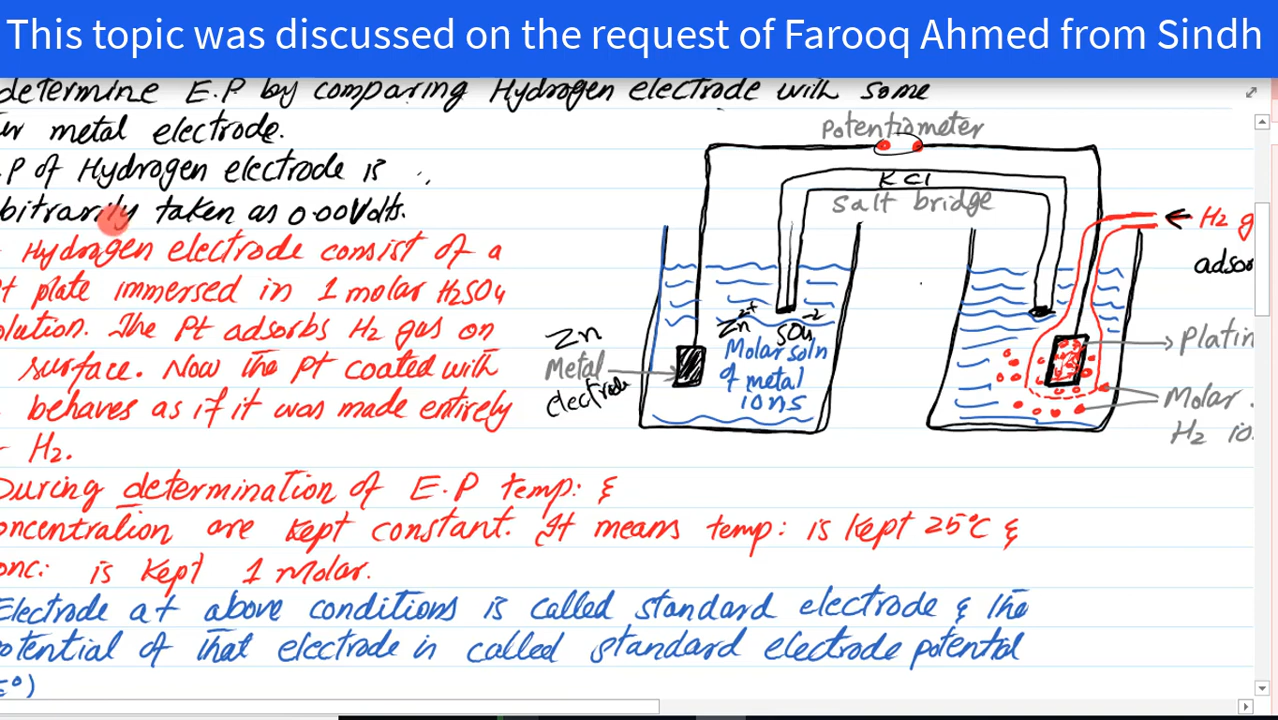 This topic was discussed on the request of Farooq Ahmed from Sindh
determine E.P by comparing Hydrogen electrode with some
metal electrode.
P of Hydrogen electrode is
bitrarily taken as 0.00Volts.
Hydrogen electrode consist of a
t plate immersed in 1 molar H2SO4
olution. The Pt adsorbs H2 gas on
surface. Now the Pt coated with
behaves as if it was made entirely
H2.
During determination of E.P temp: &
oncentration are kept constant. It means temp: is kept 25°C &
onc: is kept 1 Molar.
Electrode at above conditions is called standard electrode & the
otential of that electrode is called standard electrode potential
E°)
Potentiometer
KCl
Salt bridge
H2 g
adsor
Zn
Metal
electrode
Zn2+
SO4-2
Molar soln
of metal
ions
Platin
Molar
H2 io